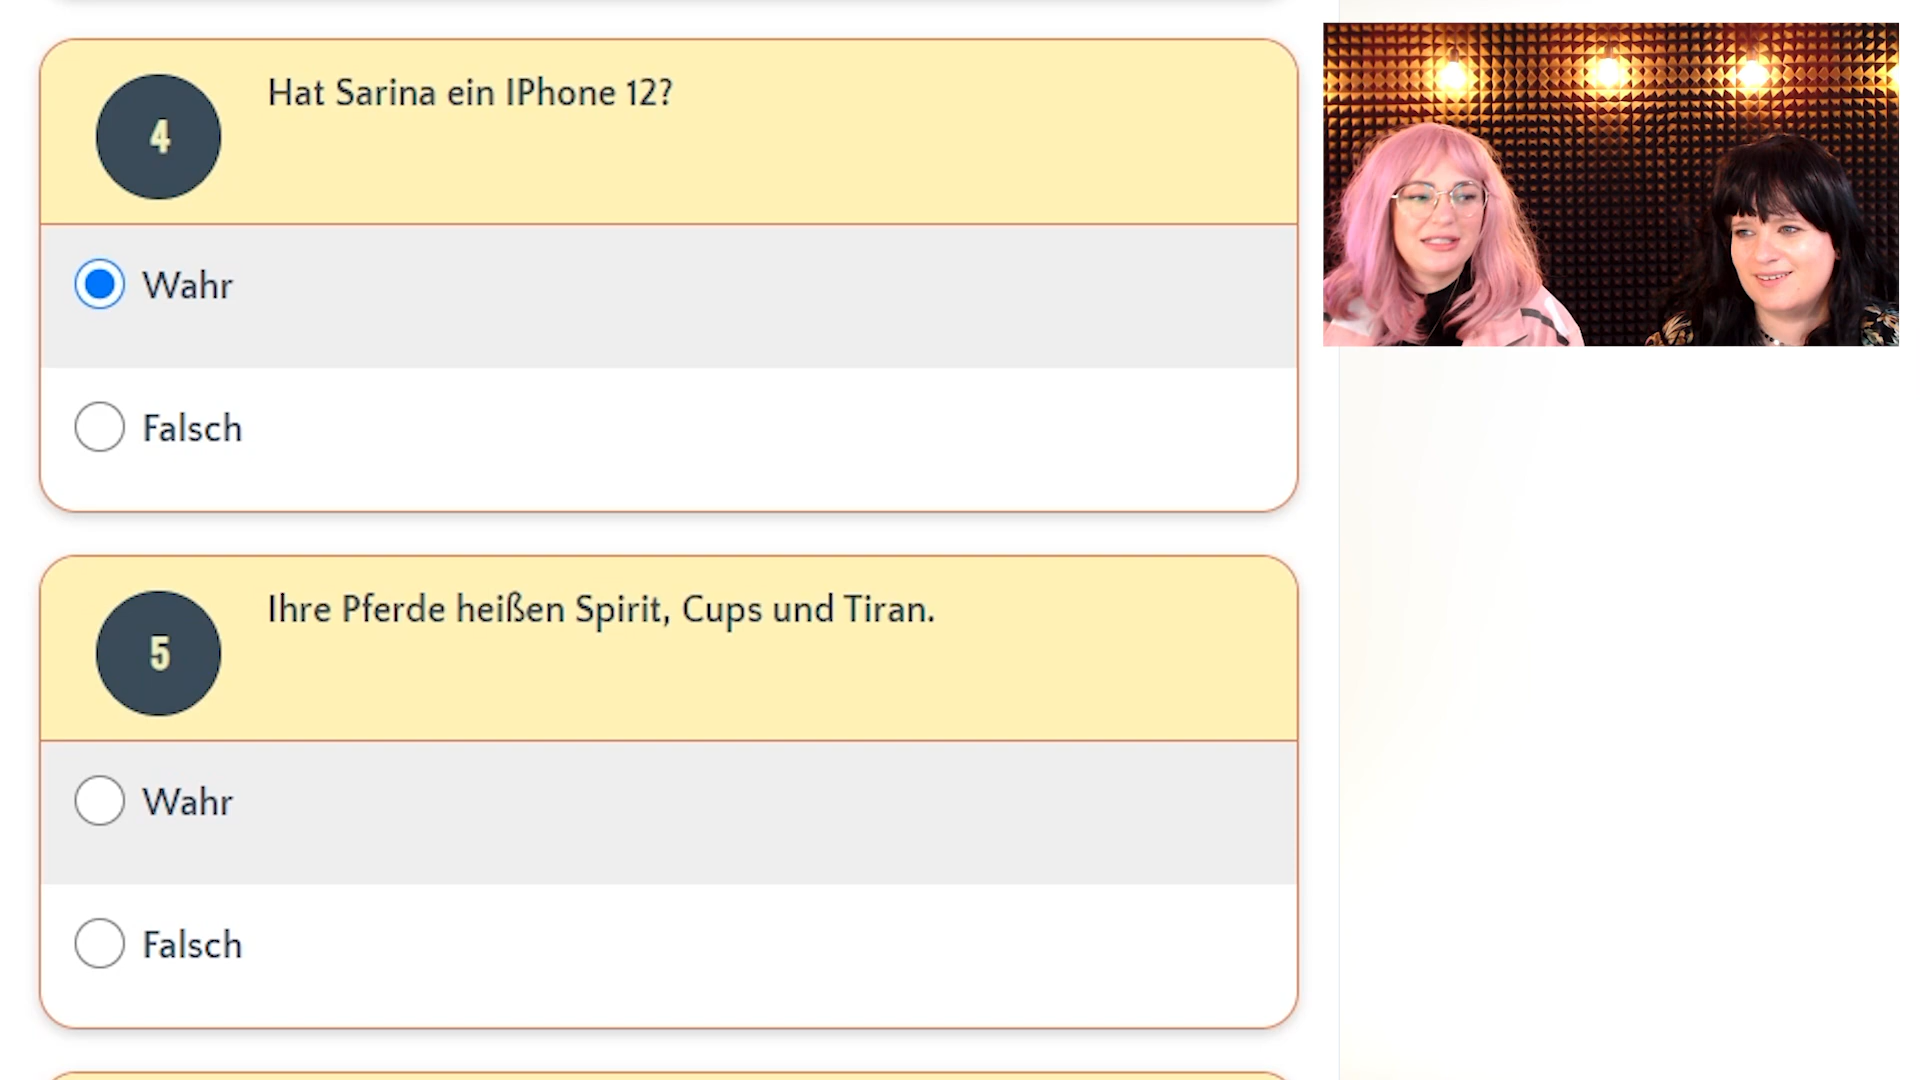 4
Hat Sarina ein IPhone 12?
Wahr
Falsch
5
Ihre Pferde heißen Spirit, Cups und Tiran.
Wahr
Falsch